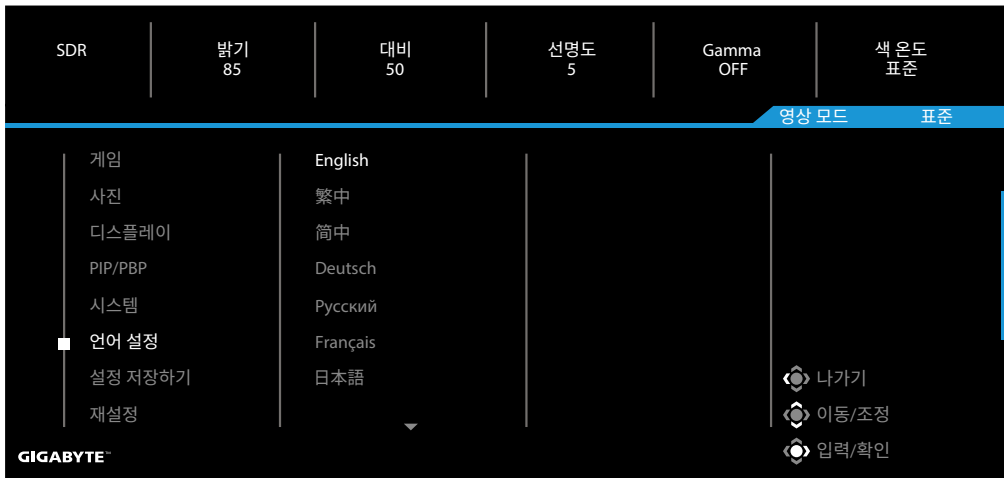 SDR
밝기
85
대비
50
선명도
5
Gamma
OFF
색 온도
표준
영상 모드 표준
게임
사진
디스플레이
PIP/PBP
시스템
언어 설정
설정 저장하기
재설정
English
繁中
简中
Deutsch
Русский
Français
日本語
나가기
이동/조정
입력/확인
GIGABYTE™